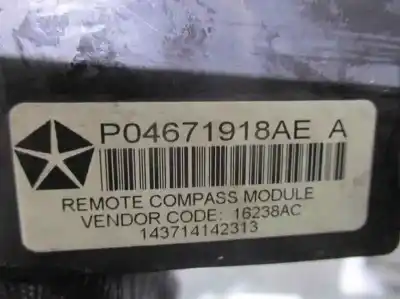 P04671918AE A
REMOTE COMPASS MODULE
VENDOR CODE: 16238AC
143714142313